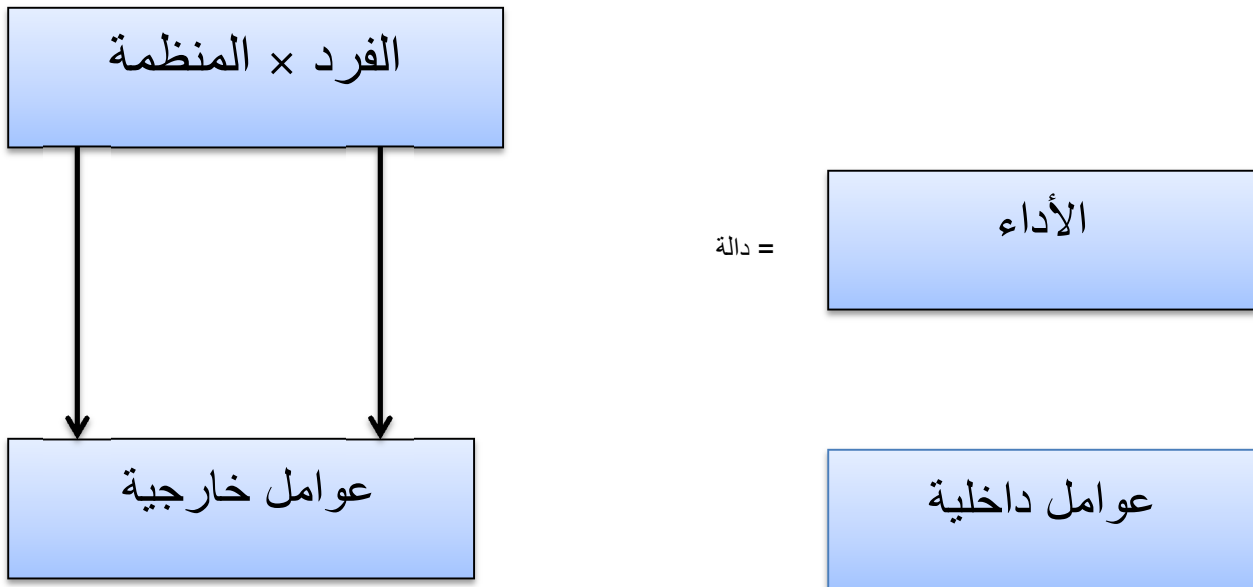 الفرد × المنظمة
الأداء
= دالة
عوامل خارجية
عوامل داخلية